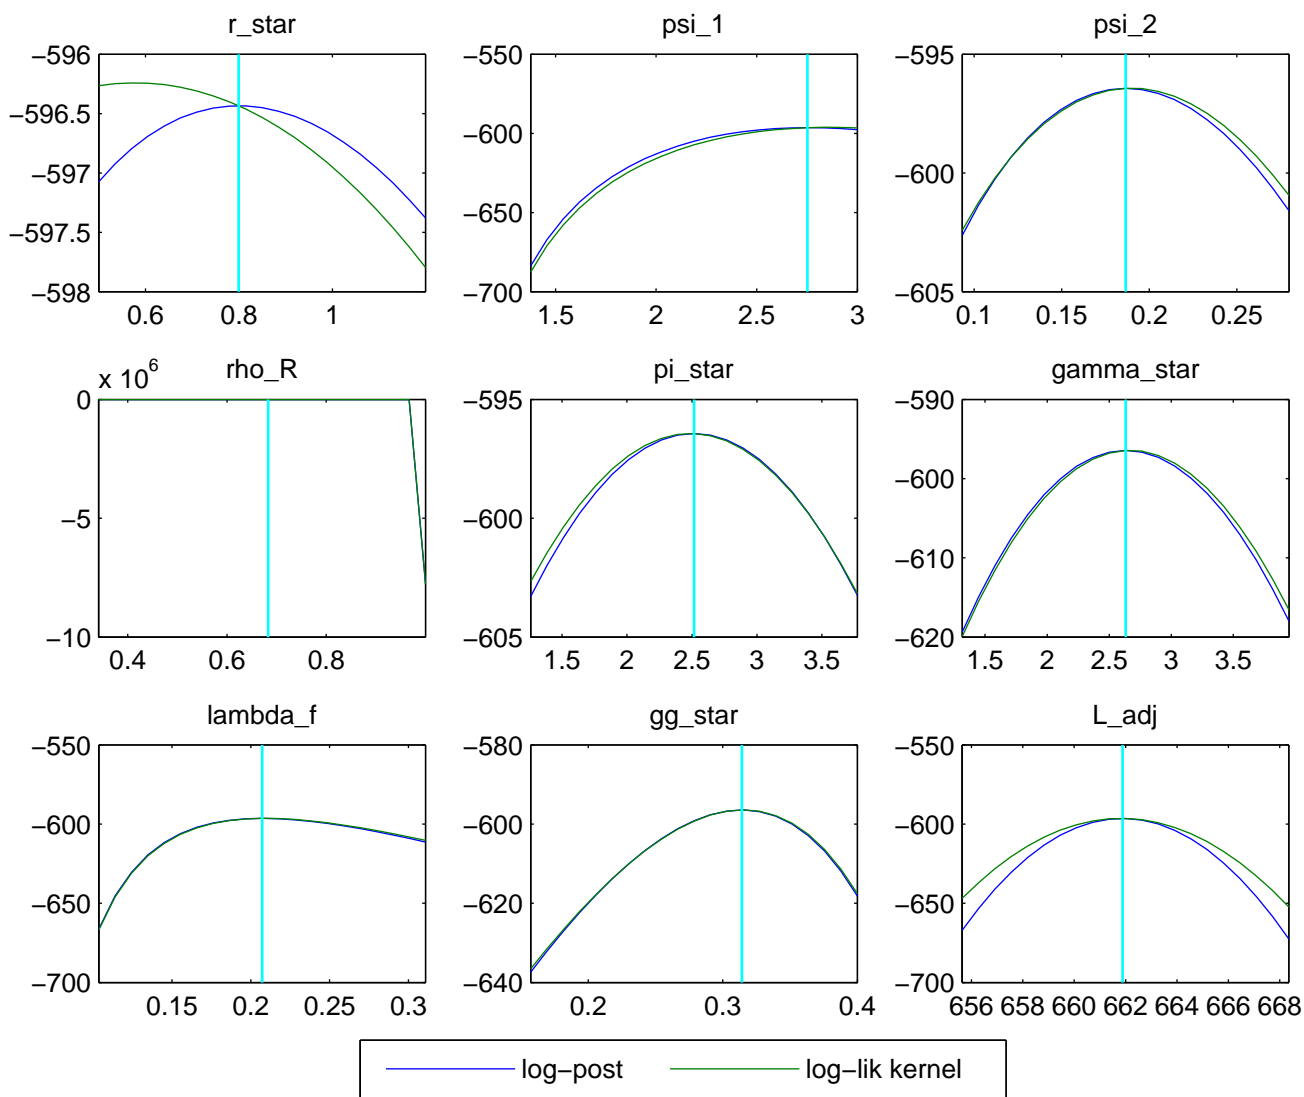 r_star
−596
−596.5
−597
−597.5
−598
0.6 0.8 1
psi_1
−550
−600
−650
−700
1.5 2 2.5 3
psi_2
−595
−600
−605
0.1 0.15 0.2 0.25
rho_R
x 10^6
0
−5
−10
0.4 0.6 0.8
pi_star
−595
−600
−605
1.5 2 2.5 3 3.5
gamma_star
−590
−600
−610
−620
1.5 2 2.5 3 3.5
lambda_f
−550
−600
−650
−700
0.15 0.2 0.25 0.3
gg_star
−580
−600
−620
−640
0.2 0.3 0.4
L_adj
−550
−600
−650
−700
656 658 660 662 664 666 668
log−post log−lik kernel